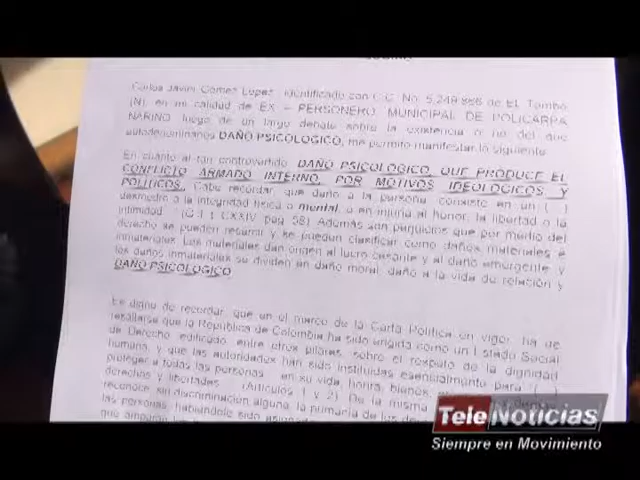 Carlos Javier Gómez López, identificado con C.C. No. 5.249.856 de EL Tambo
(N), en mi calidad de EX – PERSONERO MUNICIPAL DE POLICARPA
NARIÑO luego de un largo debate sobre la existencia o no del que
autodenominamos DAÑO PSICOLOGICO, me permito manifestar lo siguiente
En cuanto al tan controvertido DAÑO PSICOLOGICO QUE PRODUCE EL
CONFLICTO ARMADO INTERNO, POR MOTIVOS IDEOLOGICOS Y
POLITICOS. Cabe recordar que daño a la persona consiste en un (...)
desmedro a la integridad física o mental, o en injuria al honor, la libertad o la
intimidad (CXXIV pag 58) Además son perjuicios que por medio del
derecho se pueden resarcir y se pueden clasificar como daños materiales e
inmateriales. Los materiales dan origen al lucro cesante y al daño emergente y
los daños inmateriales se dividen en daño moral, daño a la vida de relación y
DAÑO PSICOLOGICO
Es digno de recordar, que en el marco de la Carta Política en vigor, ha de
resaltarse que la República de Colombia ha sido erigida como un Estado Social
de Derecho edificado entre otros pilares, sobre el respeto de la dignidad
humana, y que las autoridades han sido instituidas esencialmente para (...)
proteger a todas las personas en su vida, honra, bienes,
derechos y libertades (Artículos 1 y 2). De la misma
reconoce sin discriminación alguna, la primacía de los
las personas, habiéndole sido
que amparan
TeleNoticias
Siempre en Movimiento